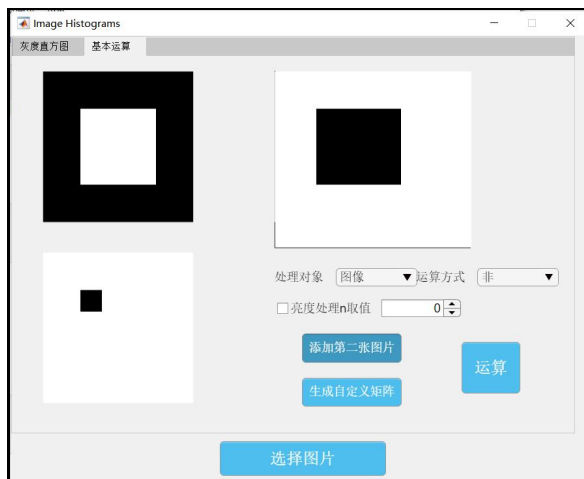 Image Histograms
灰度直方图 基本运算
处理对象 图像 运算方式 非
亮度处理n取值 0
添加第二张图片
运算
生成自定义矩阵
选择图片